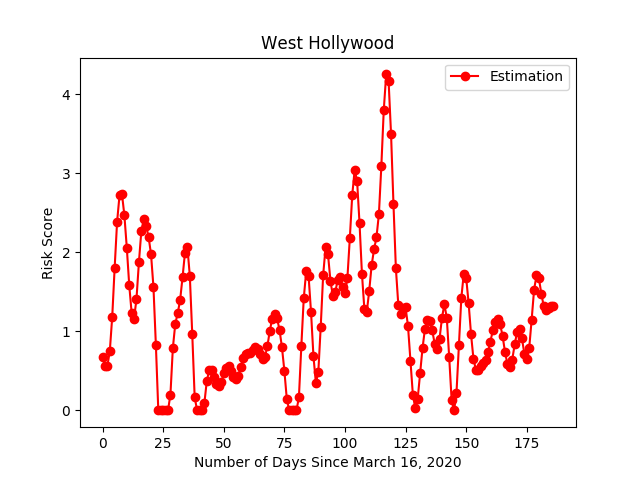 West Hollywood
Estimation
Risk Score
4
3
2
1
0
0 25 50 75 100 125 150 175
Number of Days Since March 16, 2020